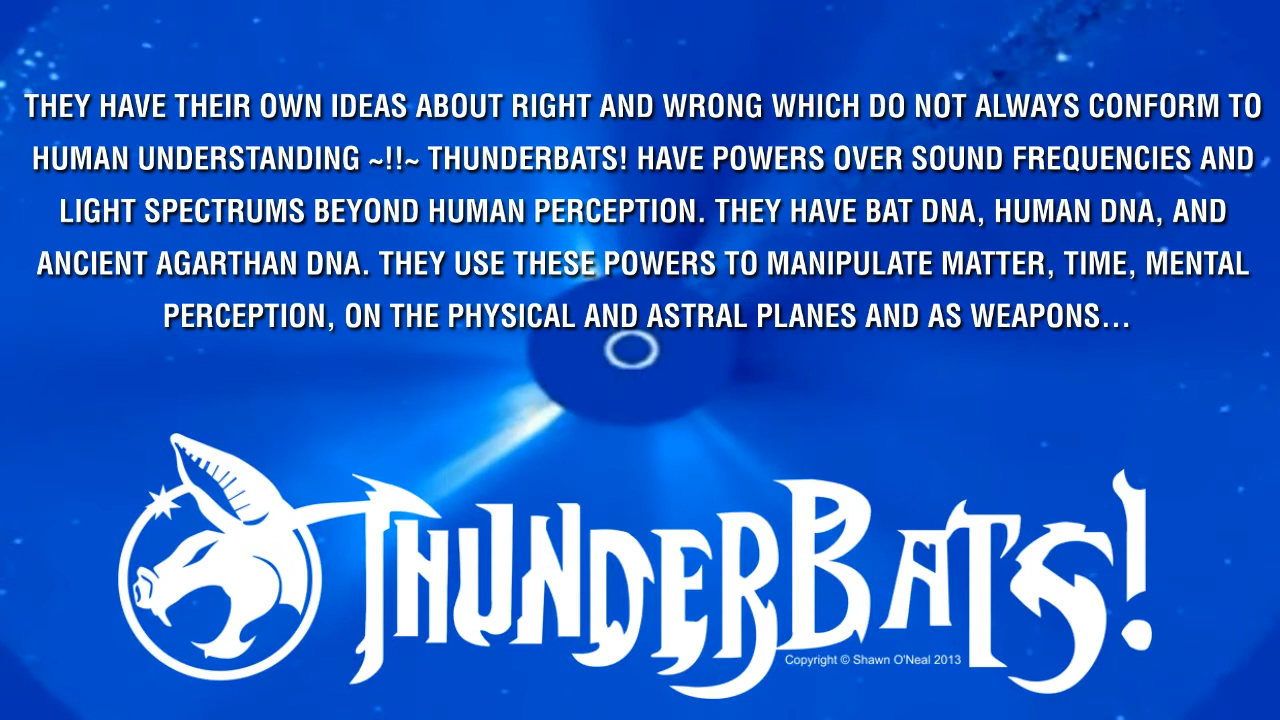 THEY HAVE THEIR OWN IDEAS ABOUT RIGHT AND WRONG WHICH DO NOT ALWAYS CONFORM TO
HUMAN UNDERSTANDING ~!!~ THUNDERBATS! HAVE POWERS OVER SOUND FREQUENCIES AND
LIGHT SPECTRUMS BEYOND HUMAN PERCEPTION. THEY HAVE BAT DNA, HUMAN DNA, AND
ANCIENT AGARTHAN DNA. THEY USE THESE POWERS TO MANIPULATE MATTER, TIME, MENTAL
PERCEPTION, ON THE PHYSICAL AND ASTRAL PLANES AND AS WEAPONS...
THUNDERBATS!
Copyright © Shawn O'Neal 2013